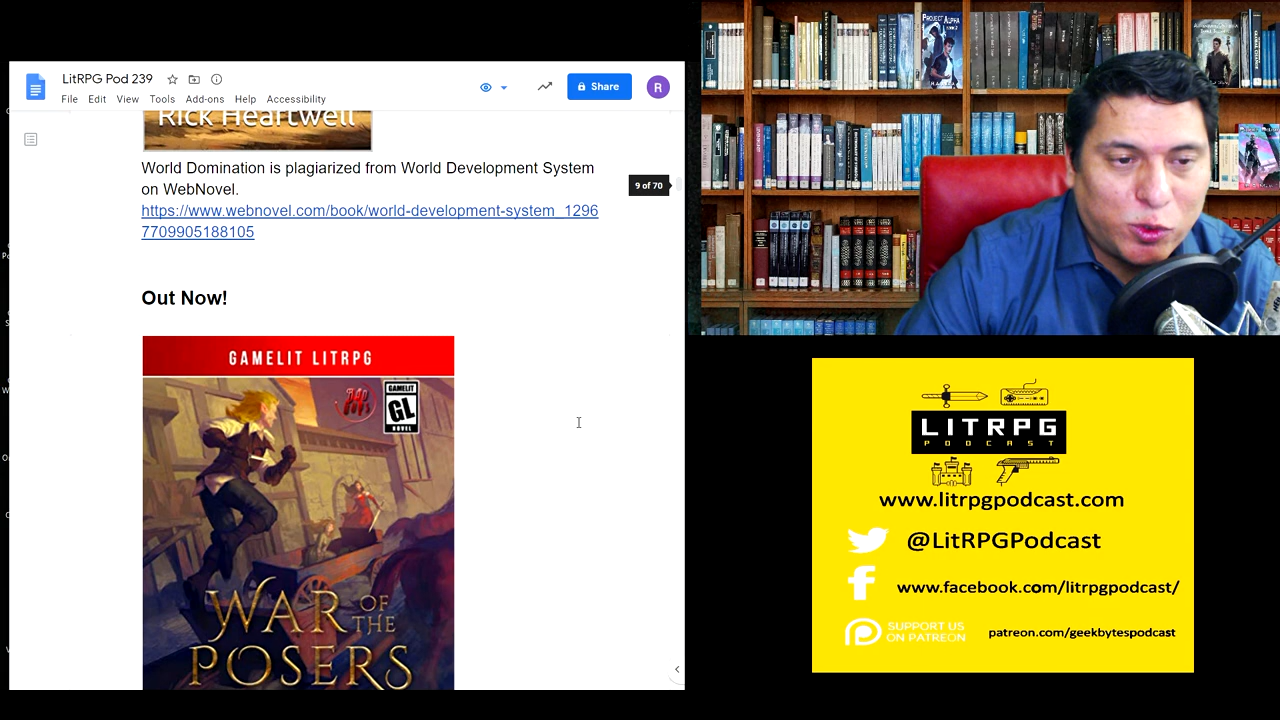 LitRPG Pod 239
File Edit View Tools Add-ons Help Accessibility
Share
R
Rick Heartwell
World Domination is plagiarized from World Development System
on WebNovel.
https://www.webnovel.com/book/world-development-system_1296
7709905188105
9 of 70
Out Now!
GAMELIT LITRPG
GAMELIT
GL
NOVEL
WAR OF
THE
POSERS
PROJECT ALPHA
LITRPG
PODCAST
www.litrpgpodcast.com
@LitRPGPodcast
www.facebook.com/litrpgpodcast/
SUPPORT US
ON PATREON
patreon.com/geekbytespodcast